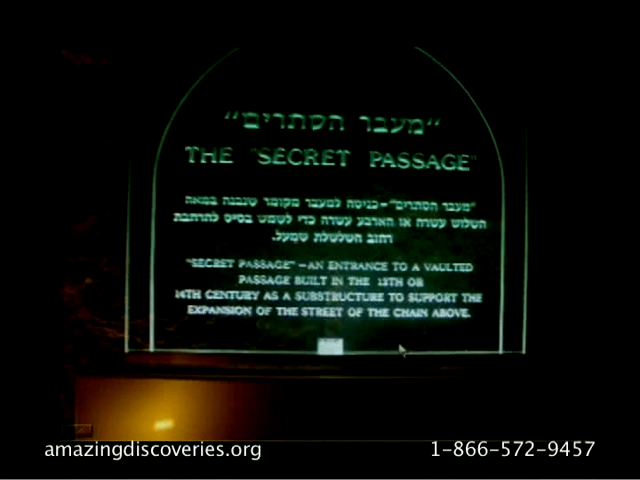 "מעבר הסתרים"
THE "SECRET PASSAGE"
"מעבר הסתרים"–כניסה למעבר מקומר שנבנה במאה
השלוש עשרה או הארבע עשרה כדי לשמש בסיס להרחבת
רחוב השלשלת שמעל.
"SECRET PASSAGE" –AN ENTRANCE TO A VAULTED
PASSAGE BUILT IN THE 13TH OR
14TH CENTURY AS A SUBSTRUCTURE TO SUPPORT THE
EXPANSION OF THE STREET OF THE CHAIN ABOVE.
amazingdiscoveries.org 1-866-572-9457